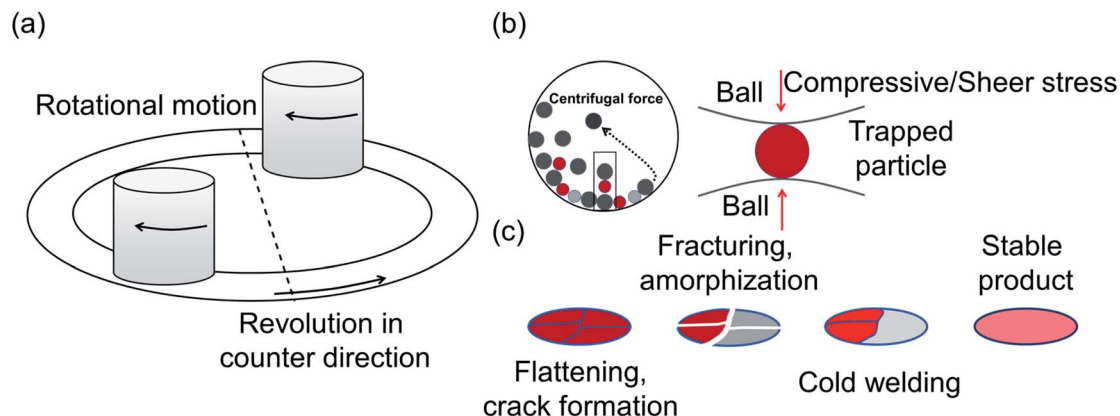 (a)
Rotational motion
Revolution in
counter direction
(b)
Centrifugal force
Ball
Compressive/Sheer stress
Trapped
particle
Ball
(c)
Fracturing,
amorphization
Stable
product
Flattening,
crack formation
Cold welding